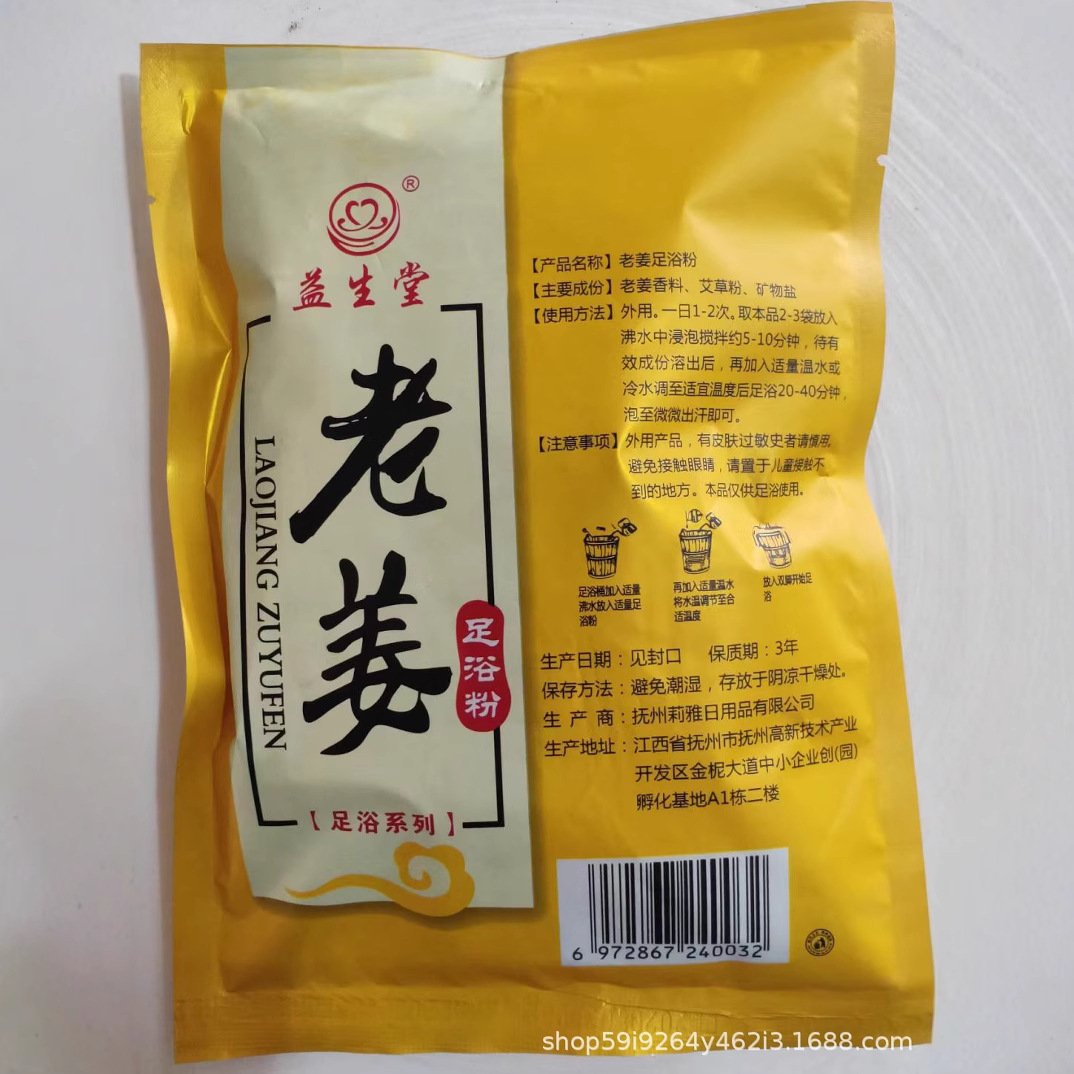 ®
益生堂
老姜
LAOJIANG ZUYUFEN
足浴粉
【足浴系列】
【产品名称】老姜足浴粉
【主要成份】老姜香料、艾草粉、矿物盐
【使用方法】外用。一日1-2次。取本品2-3袋放入
沸水中浸泡搅拌约5-10分钟，待有
效成份溶出后，再加入适量温水或
冷水调至适宜温度后足浴20-40分钟，
泡至微微出汗即可。
【注意事项】外用产品，有皮肤过敏史者请慎用。
避免接触眼睛，请置于儿童接触不
到的地方。本品仅供足浴使用。
足浴桶加入适量
沸水放入适量足
浴粉
再加入适量温水
将水温调节至合
适温度
放入双脚开始足
浴
生产日期：见封口 保质期：3年
保存方法：避免潮湿，存放于阴凉干燥处。
生 产 商：抚州莉雅日用品有限公司
生产地址：江西省抚州市抚州高新技术产业
开发区金柅大道中小企业创(园)
孵化基地A1栋二楼
6 972867 240032
shop59i9264y462i3.1688.com